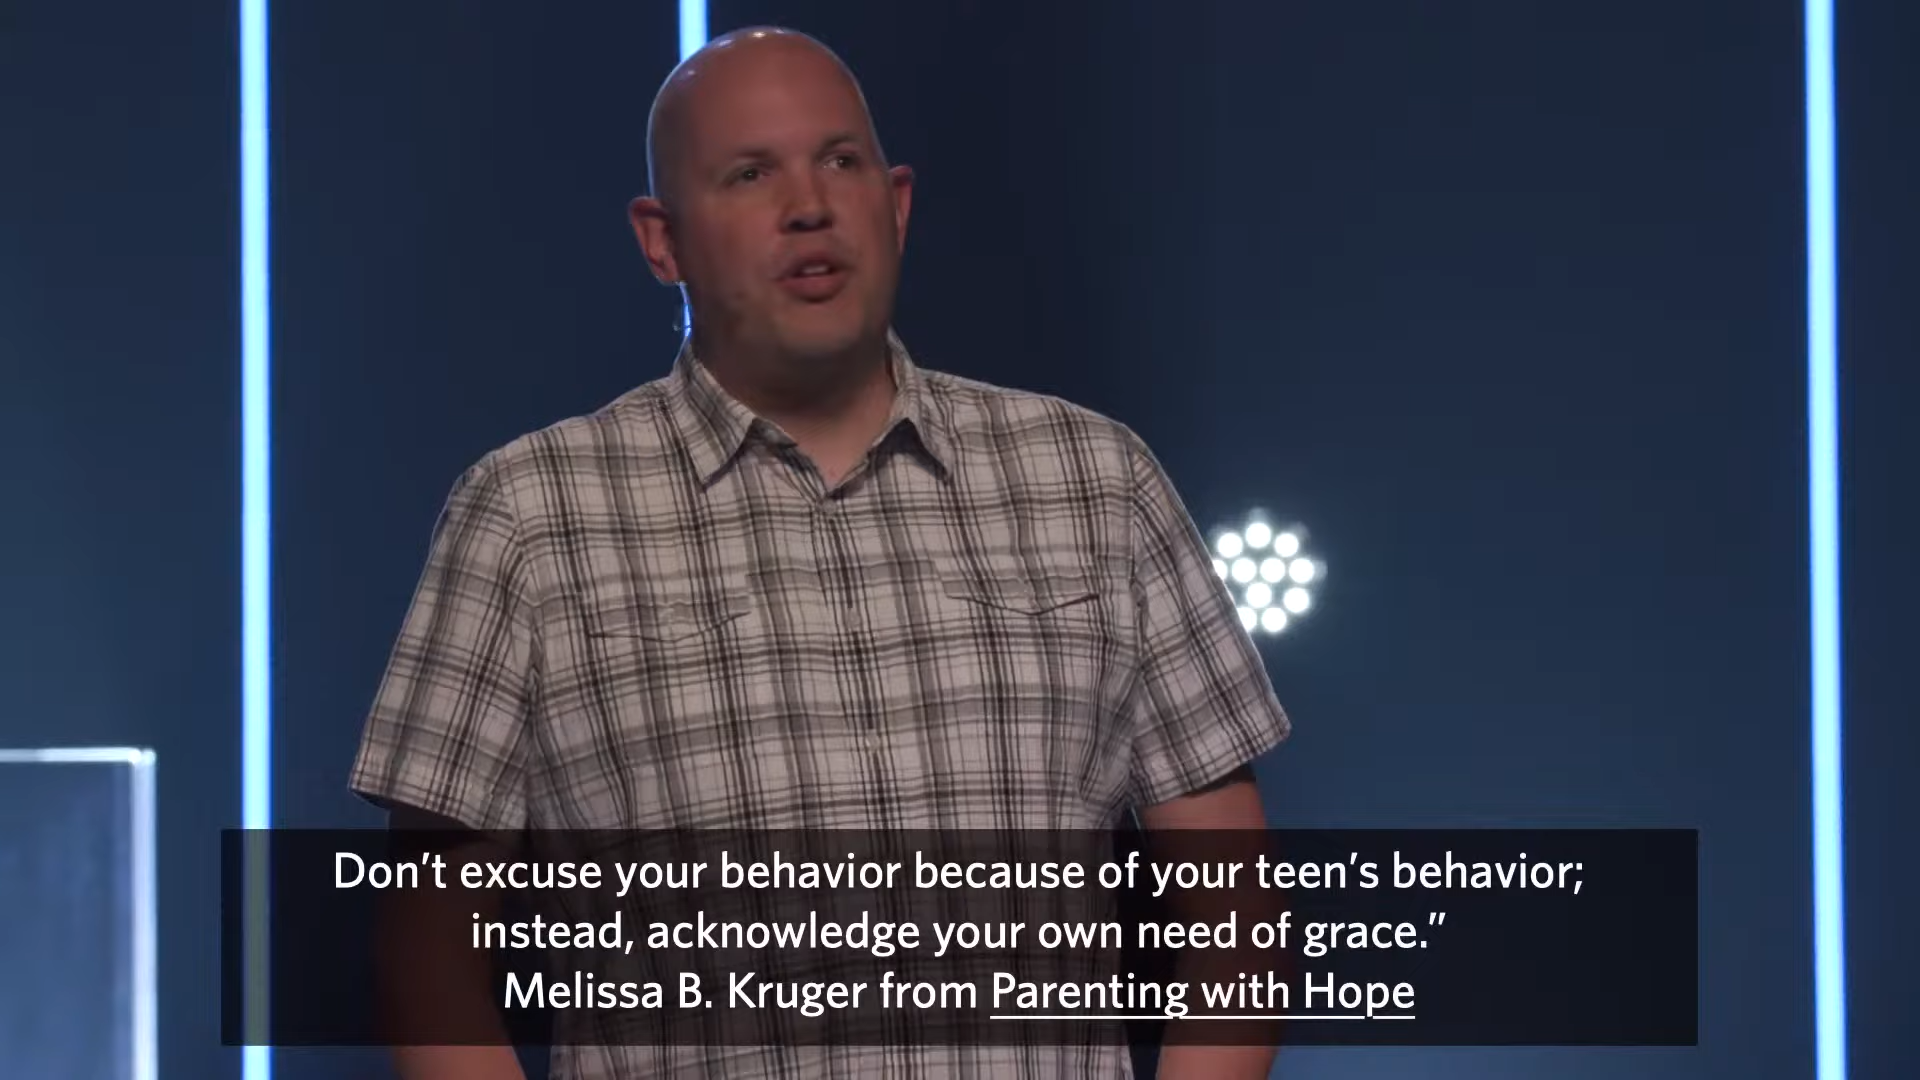 Don’t excuse your behavior because of your teen’s behavior;
instead, acknowledge your own need of grace.”
Melissa B. Kruger from Parenting with Hope